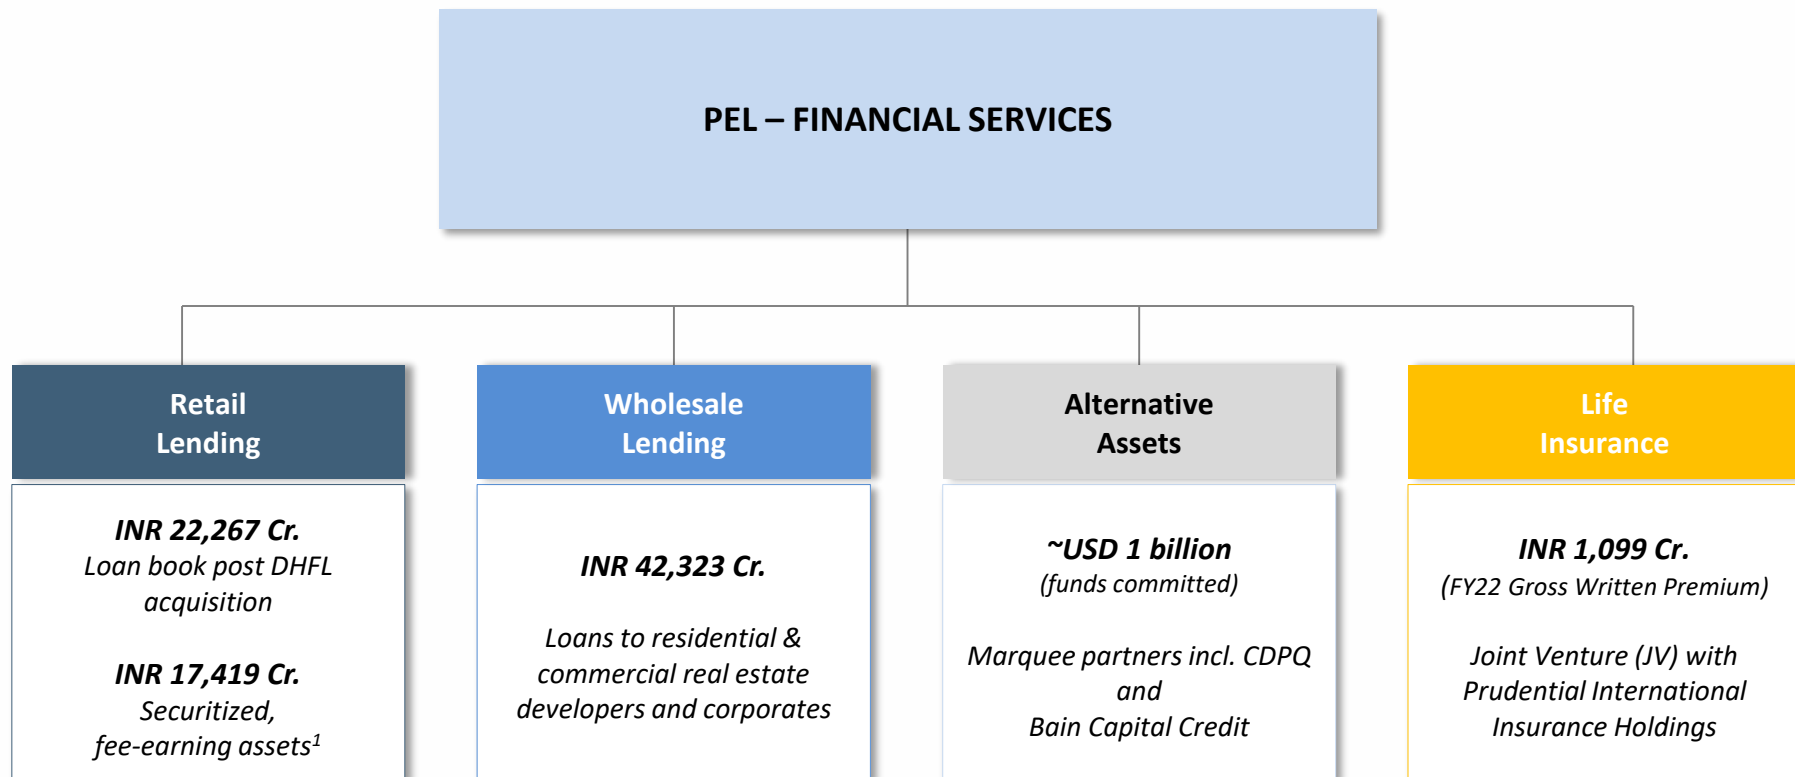 PEL – FINANCIAL SERVICES
Retail
Lending
INR 22,267 Cr.
Loan book post DHFL
acquisition
INR 17,419 Cr.
Securitized,
fee-earning assets1
Wholesale
Lending
INR 42,323 Cr.
Loans to residential &
commercial real estate
developers and corporates
Alternative
Assets
~USD 1 billion
(funds committed)
Marquee partners incl. CDPQ
and
Bain Capital Credit
Life
Insurance
INR 1,099 Cr.
(FY22 Gross Written Premium)
Joint Venture (JV) with
Prudential International
Insurance Holdings